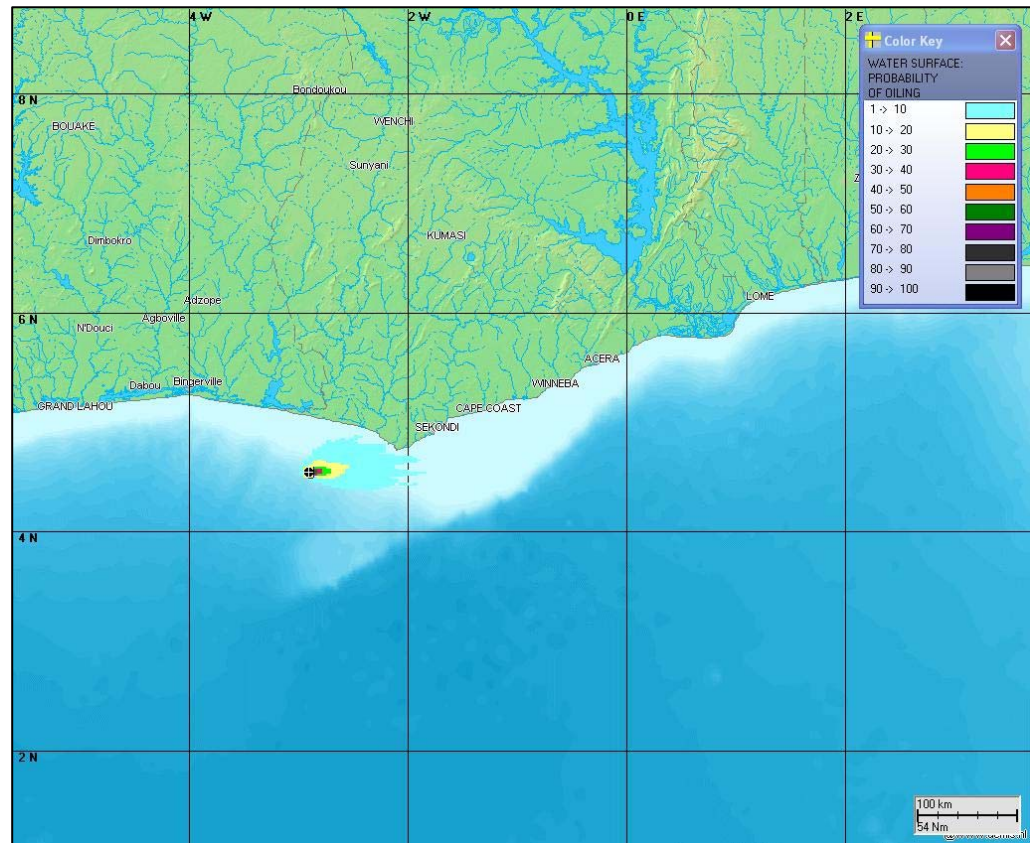 4 W
2 W
0 E
2 E
Color Key
WATER SURFACE:
PROBABILITY
OF OILING
1 -> 10
10 -> 20
20 -> 30
30 -> 40
40 -> 50
50 -> 60
60 -> 70
70 -> 80
80 -> 90
90 -> 100
8 N
Bondoukou
BOUAKE
WENCHI
Sunyani
Z
Dimbokro
KUMASI
Adzope
LOME
6 N
Agboville
N'Douci
ACERA
Dabou
Bingerville
WINNEBA
GRAND LAHOU
CAPE COAST
SEKONDI
4 N
2 N
100 km
54 Nm